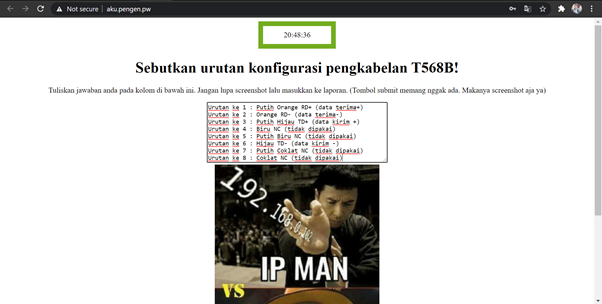 Not secure | aku.pengen.pw
20:48:36
Sebutkan urutan konfigurasi pengkabelan T568B!
Tuliskan jawaban anda pada kolom di bawah ini. Jangan lupa screenshot lalu masukkan ke laporan. (Tombol submit memang nggak ada. Makanya screenshot aja ya)
Urutan ke 1 : Putih Orange RD+ (data terima+)
Urutan ke 2 : Orange RD- (data terima-)
Urutan ke 3 : Putih Hijau TD+ (data kirim +)
Urutan ke 4 : Biru NC (tidak dipakai)
Urutan ke 5 : Putih Biru NC (tidak dipakai)
Urutan ke 6 : Hijau TD- (data kirim -)
Urutan ke 7 : Putih Coklat NC (tidak dipakai)
Urutan ke 8 : Coklat NC (tidak dipakai)
IP MAN
VS